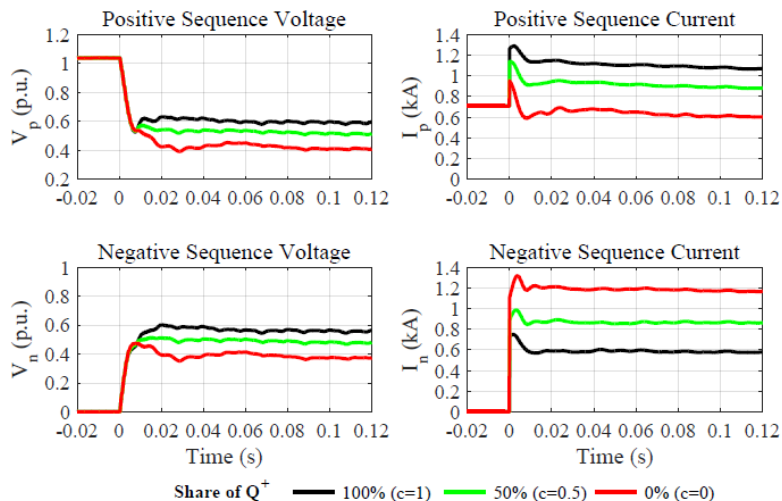 Positive Sequence Voltage
1.2
1
0.8
0.6
0.4
0.2
V_p (p.u.)
-0.02 0 0.02 0.04 0.06 0.08 0.1 0.12
Positive Sequence Current
1.4
1.2
1
0.8
0.6
0.4
0.2
0
I_p (kA)
-0.02 0 0.02 0.04 0.06 0.08 0.1 0.12
Negative Sequence Voltage
1
0.8
0.6
0.4
0.2
0
V_n (p.u.)
-0.02 0 0.02 0.04 0.06 0.08 0.1 0.12
Time (s)
Negative Sequence Current
1.4
1.2
1
0.8
0.6
0.4
0.2
0
I_n (kA)
-0.02 0 0.02 0.04 0.06 0.08 0.1 0.12
Time (s)
Share of Q⁺ 100% (c=1) 50% (c=0.5) 0% (c=0)